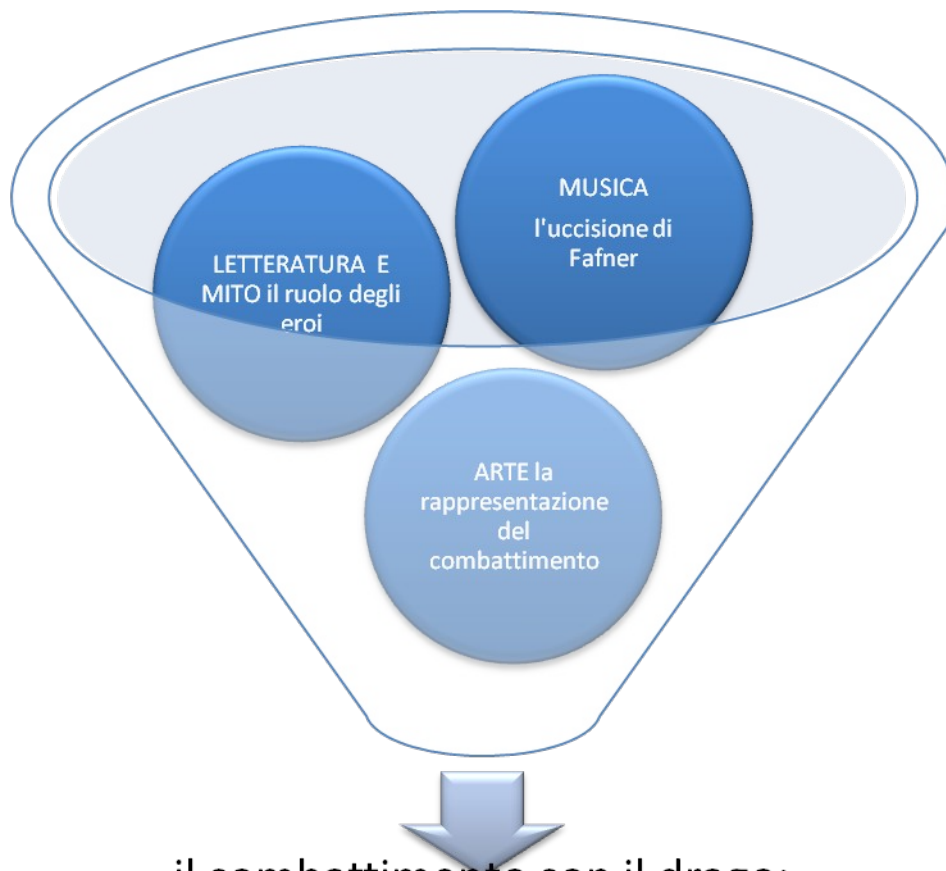 MUSICA
l'uccisione di
Fafner
LETTERATURA E
MITO il ruolo degli
eroi
ARTE la
rappresentazione
del
combattimento
il combattimento con il drago: